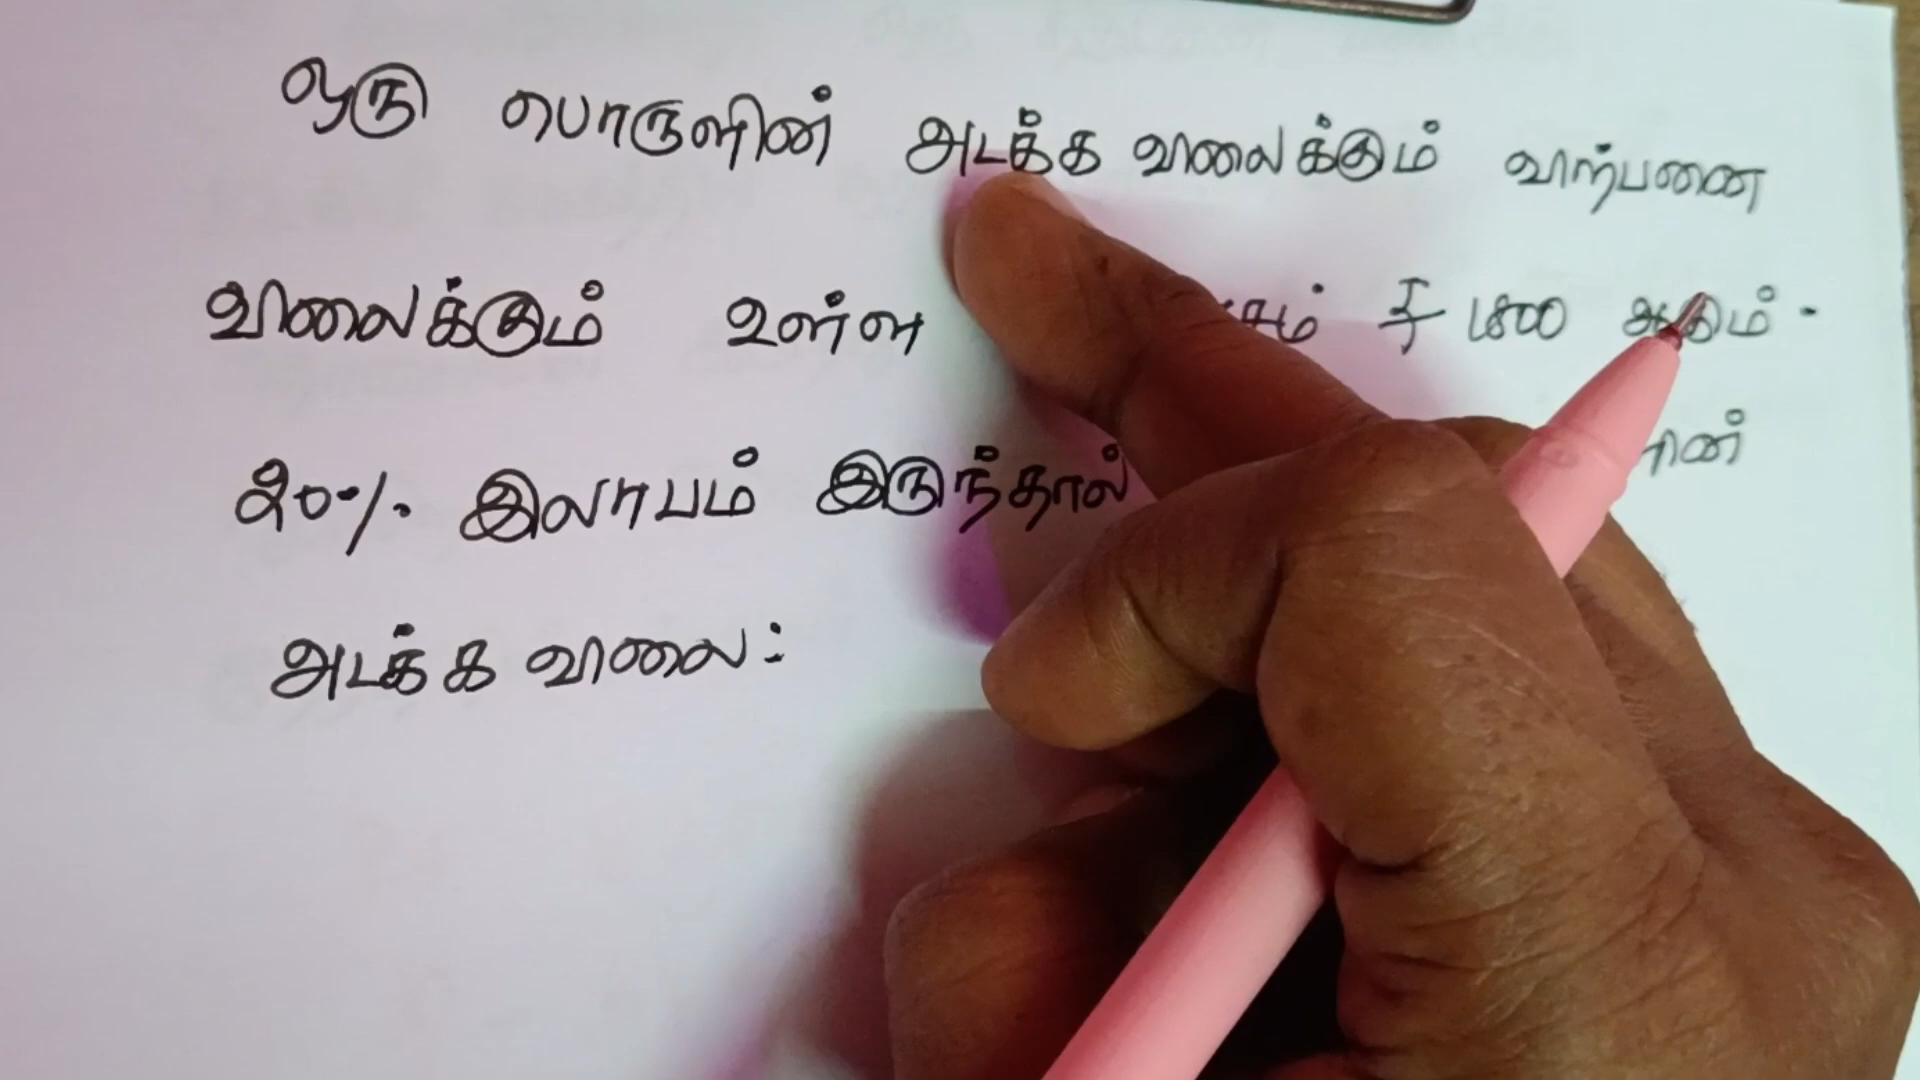 ஒரு பொருளின் அடக்க விலைக்கும் விற்பனை
விலைக்கும் உள்ள ₹ 1800 ஆகும்.
20% இலாபம் இருந்தால்
அடக்க விலை: